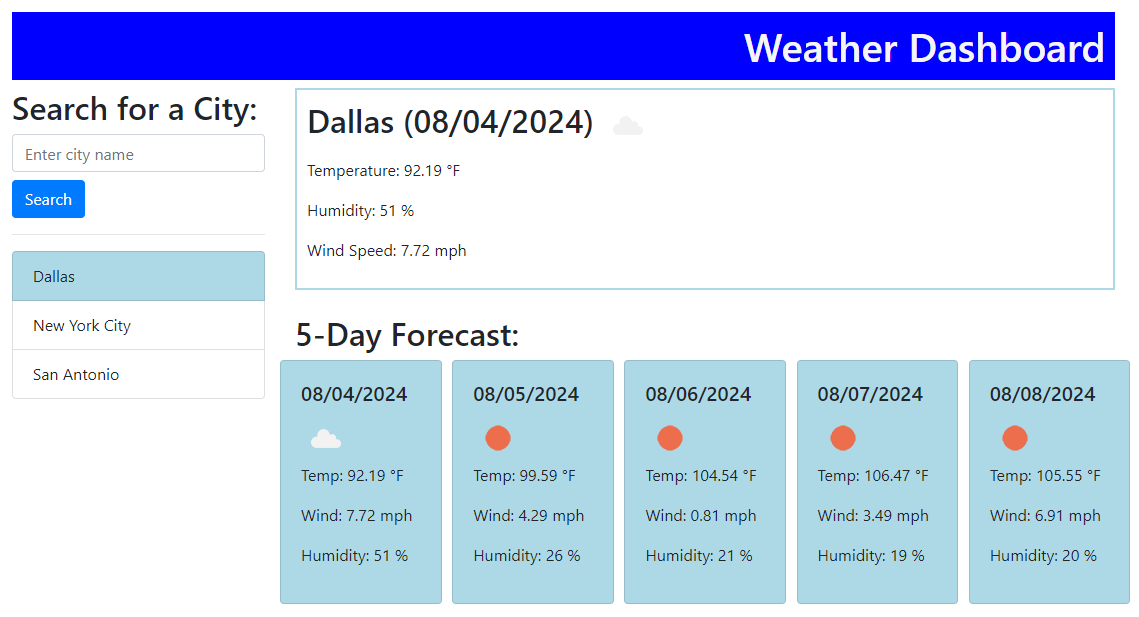 Weather Dashboard
Search for a City:
Enter city name
Search
Dallas
New York City
San Antonio
Dallas (08/04/2024)
Temperature: 92.19 °F
Humidity: 51 %
Wind Speed: 7.72 mph
5-Day Forecast:
08/04/2024
Temp: 92.19 °F
Wind: 7.72 mph
Humidity: 51 %
08/05/2024
Temp: 99.59 °F
Wind: 4.29 mph
Humidity: 26 %
08/06/2024
Temp: 104.54 °F
Wind: 0.81 mph
Humidity: 21 %
08/07/2024
Temp: 106.47 °F
Wind: 3.49 mph
Humidity: 19 %
08/08/2024
Temp: 105.55 °F
Wind: 6.91 mph
Humidity: 20 %